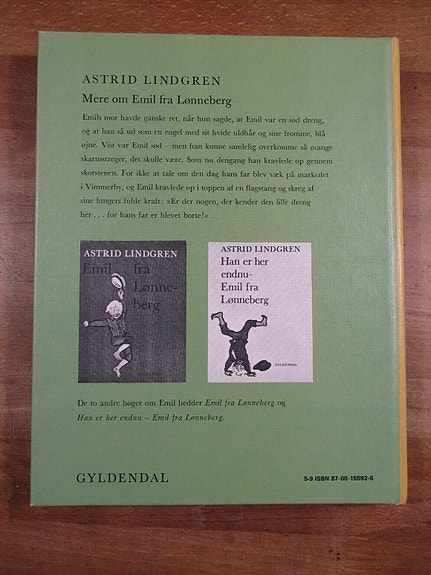 ASTRID LINDGREN
Mere om Emil fra Lønneberg
Emils mor havde ganske ret, når hun sagde, at Emil var en sød dreng,
og at han så ud som en engel med sit hvide uldhår og sine fromme, blå
øjne. Vist var Emil sød – men han kunne sandelig overkomme så mange
skarnsstreger, det skulle være. Som nu dengang han kravlede op gennem
skorstenen. For ikke at tale om den dag hans far blev væk på markedet
i Vimmerby, og Emil kravlede op i toppen af en flagstang og skreg af
sine lungers fulde kraft: »Er der nogen, der kender den lille dreng
her . . . for hans far er blevet borte!«
ASTRID LINDGREN
Emil fra
Lønne-
berg
ASTRID LINDGREN
Han er her
endnu-
Emil fra
Lønneberg
GYLDENDAL
De to andre bøger om Emil hedder Emil fra Lønneberg og
Han er her endnu – Emil fra Lønneberg.
GYLDENDAL
5-9 ISBN 87-00-15592-6